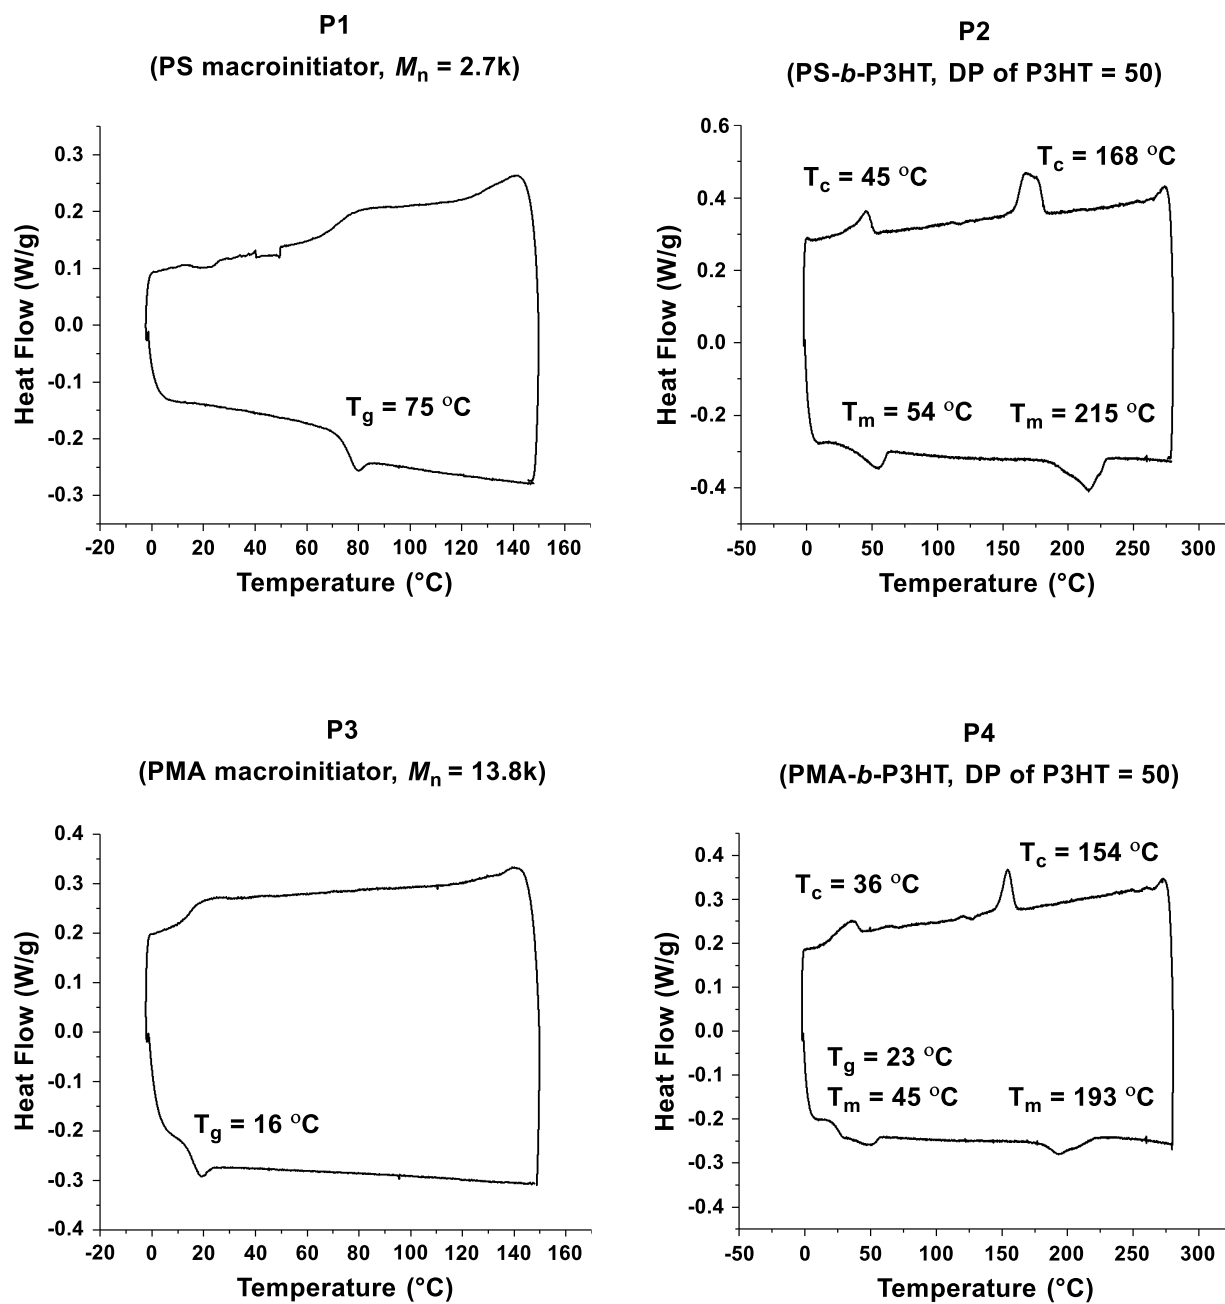 P1
(PS macroinitiator, Mn = 2.7k)
0.3
0.2
0.1
0.0
-0.1
-0.2
-0.3
Heat Flow (W/g)
Tg = 75 °C
-20 0 20 40 60 80 100 120 140 160
Temperature (°C)
P2
(PS-b-P3HT, DP of P3HT = 50)
0.6
0.4
0.2
0.0
-0.2
-0.4
Heat Flow (W/g)
Tc = 45 °C
Tc = 168 °C
Tm = 54 °C
Tm = 215 °C
-50 0 50 100 150 200 250 300
Temperature (°C)
P3
(PMA macroinitiator, Mn = 13.8k)
0.4
0.3
0.2
0.1
0.0
-0.1
-0.2
-0.3
-0.4
Heat Flow (W/g)
Tg = 16 °C
-20 0 20 40 60 80 100 120 140 160
Temperature (°C)
P4
(PMA-b-P3HT, DP of P3HT = 50)
0.4
0.3
0.2
0.1
0.0
-0.1
-0.2
-0.3
-0.4
Heat Flow (W/g)
Tc = 36 °C
Tc = 154 °C
Tg = 23 °C
Tm = 45 °C
Tm = 193 °C
-50 0 50 100 150 200 250 300
Temperature (°C)